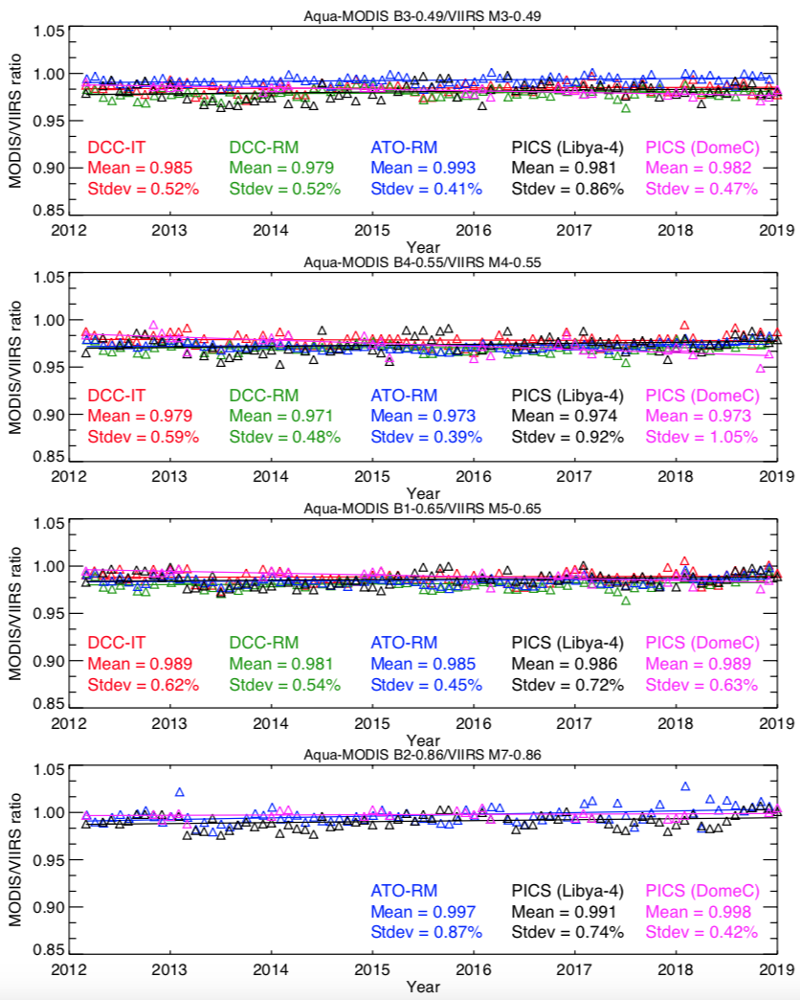 Aqua-MODIS B3-0.49/VIIRS M3-0.49
MODIS/VIIRS ratio
1.05
1.00
0.95
0.90
0.85
DCC-IT DCC-RM ATO-RM PICS (Libya-4) PICS (DomeC)
Mean = 0.985 Mean = 0.979 Mean = 0.993 Mean = 0.981 Mean = 0.982
Stdev = 0.52% Stdev = 0.52% Stdev = 0.41% Stdev = 0.86% Stdev = 0.47%
2012 2013 2014 2015 2016 2017 2018 2019
Year
Aqua-MODIS B4-0.55/VIIRS M4-0.55
MODIS/VIIRS ratio
1.05
1.00
0.95
0.90
0.85
DCC-IT DCC-RM ATO-RM PICS (Libya-4) PICS (DomeC)
Mean = 0.979 Mean = 0.971 Mean = 0.973 Mean = 0.974 Mean = 0.973
Stdev = 0.59% Stdev = 0.48% Stdev = 0.39% Stdev = 0.92% Stdev = 1.05%
2012 2013 2014 2015 2016 2017 2018 2019
Year
Aqua-MODIS B1-0.65/VIIRS M5-0.65
MODIS/VIIRS ratio
1.05
1.00
0.95
0.90
0.85
DCC-IT DCC-RM ATO-RM PICS (Libya-4) PICS (DomeC)
Mean = 0.989 Mean = 0.981 Mean = 0.985 Mean = 0.986 Mean = 0.989
Stdev = 0.62% Stdev = 0.54% Stdev = 0.45% Stdev = 0.72% Stdev = 0.63%
2012 2013 2014 2015 2016 2017 2018 2019
Year
Aqua-MODIS B2-0.86/VIIRS M7-0.86
MODIS/VIIRS ratio
1.05
1.00
0.95
0.90
0.85
ATO-RM PICS (Libya-4) PICS (DomeC)
Mean = 0.997 Mean = 0.991 Mean = 0.998
Stdev = 0.87% Stdev = 0.74% Stdev = 0.42%
2012 2013 2014 2015 2016 2017 2018 2019
Year